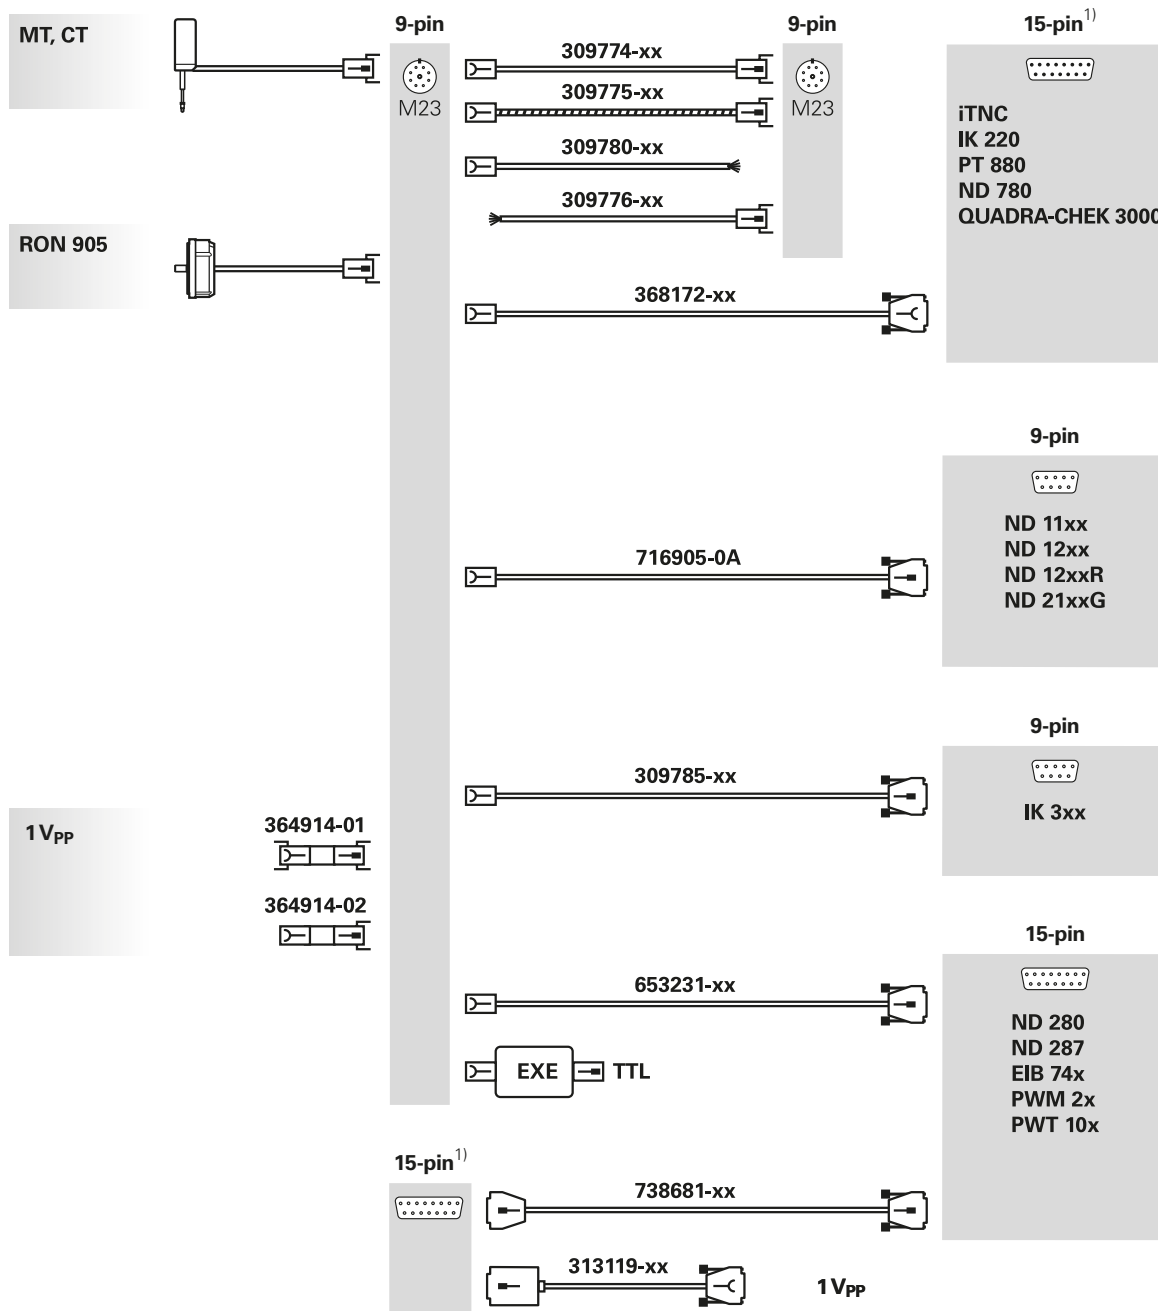 MT, CT
9-pin
9-pin
15-pin1)
309774-xx
M23
309775-xx
M23
309780-xx
309776-xx
iTNC
IK 220
PT 880
ND 780
QUADRA-CHEK 3000
RON 905
368172-xx
9-pin
716905-0A
ND 11xx
ND 12xx
ND 12xxR
ND 21xxG
9-pin
309785-xx
IK 3xx
1 VPP
364914-01
364914-02
15-pin
653231-xx
ND 280
ND 287
EIB 74x
PWM 2x
PWT 10x
EXE
TTL
15-pin1)
738681-xx
313119-xx
1 VPP